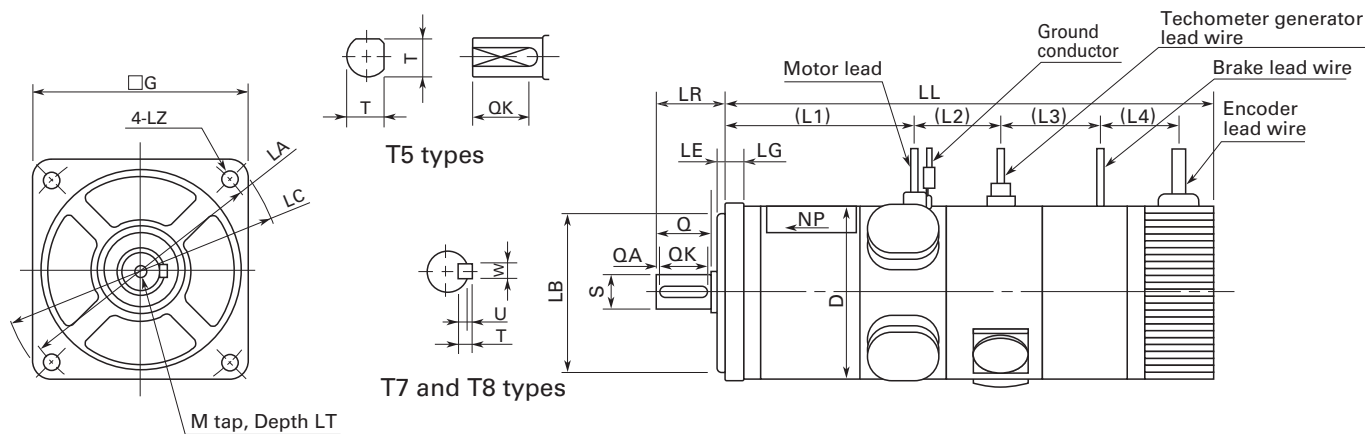 □G
4-LZ
LA
LC
M tap, Depth LT
T
T
QK
T5 types
W
U
T
T7 and T8 types
Motor lead
Ground
conductor
Techometer generator
lead wire
Brake lead wire
Encoder
lead wire
LR
LL
(L1)
(L2)
(L3)
(L4)
LE
LG
NP
Q
QA
QK
LB
S
D